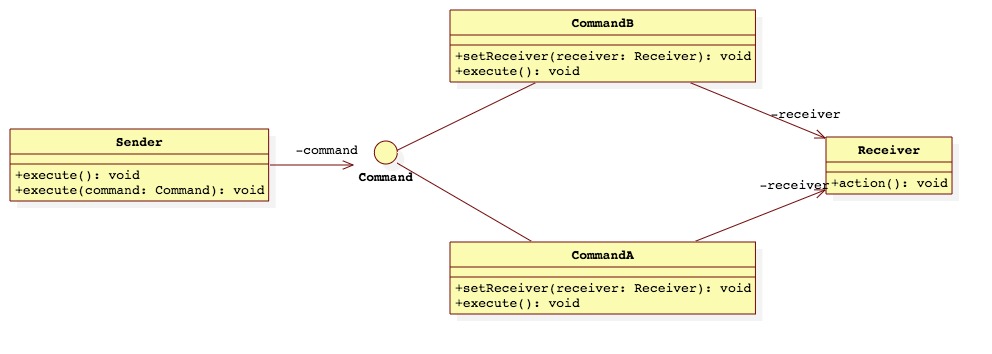 CommandB
+setReceiver(receiver: Receiver): void
+execute(): void
-receiver
Sender
+execute(): void
+execute(command: Command): void
-command
Command
Receiver
+action(): void
-receiver
CommandA
+setReceiver(receiver: Receiver): void
+execute(): void